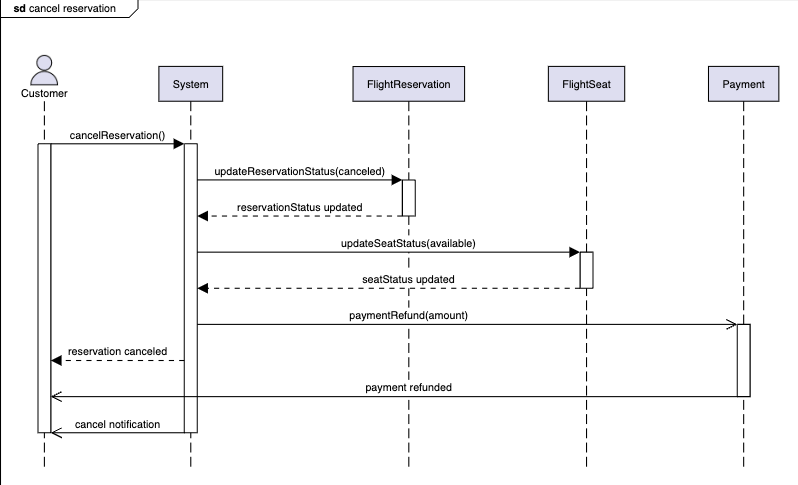 sd cancel reservation
Customer
System
FlightReservation
FlightSeat
Payment
cancelReservation()
updateReservationStatus(canceled)
reservationStatus updated
updateSeatStatus(available)
seatStatus updated
paymentRefund(amount)
reservation canceled
payment refunded
cancel notification